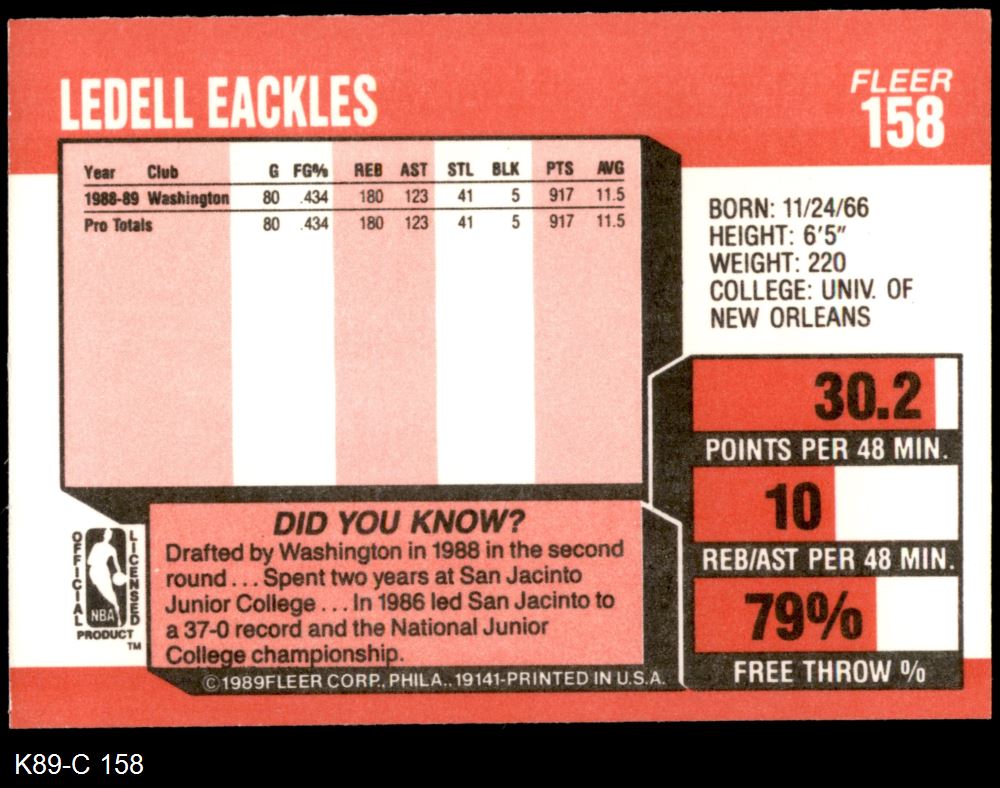 LEDELL EACKLES
FLEER
158
Year Club G FG% REB AST STL BLK PTS AVG
1988-89 Washington 80 .434 180 123 41 5 917 11.5
Pro Totals 80 .434 180 123 41 5 917 11.5
BORN: 11/24/66
HEIGHT: 6'5"
WEIGHT: 220
COLLEGE: UNIV. OF
NEW ORLEANS
30.2
POINTS PER 48 MIN.
10
REB/AST PER 48 MIN.
79%
FREE THROW %
OFFICIAL
LICENSED
NBA
PRODUCT
TM
DID YOU KNOW?
Drafted by Washington in 1988 in the second
round . . . Spent two years at San Jacinto
Junior College . . . In 1986 led San Jacinto to
a 37-0 record and the National Junior
College championship.
©1989FLEER CORP., PHILA., 19141-PRINTED IN U.S.A.
K89-C 158